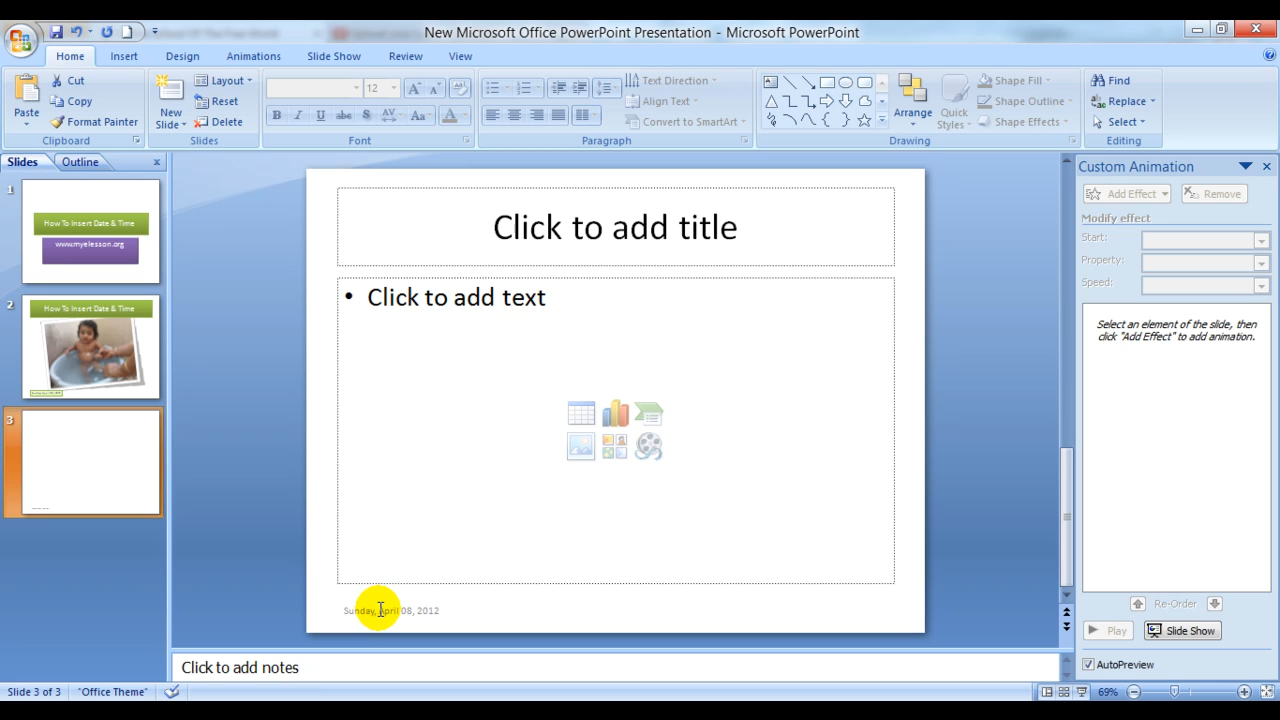 New Microsoft Office PowerPoint Presentation - Microsoft PowerPoint
Home Insert Design Animations Slide Show Review View
Paste
Cut
Copy
Format Painter
Clipboard
New Slide
Layout
Reset
Delete
Slides
12
B I U S abc AV Aa A
Font
Text Direction
Align Text
Convert to SmartArt
Paragraph
Arrange
Quick Styles
Shape Fill
Shape Outline
Shape Effects
Drawing
Find
Replace
Select
Editing
Slides Outline
1
How To Insert Date & Time
www.myelesson.org
2
How To Insert Date & Time
3
Click to add title
• Click to add text
Sunday, April 08, 2012
Click to add notes
Custom Animation
Add Effect
Remove
Modify effect
Start:
Property:
Speed:
Select an element of the slide, then
click "Add Effect" to add animation.
Re-Order
Play
Slide Show
AutoPreview
Slide 3 of 3 "Office Theme" 69%